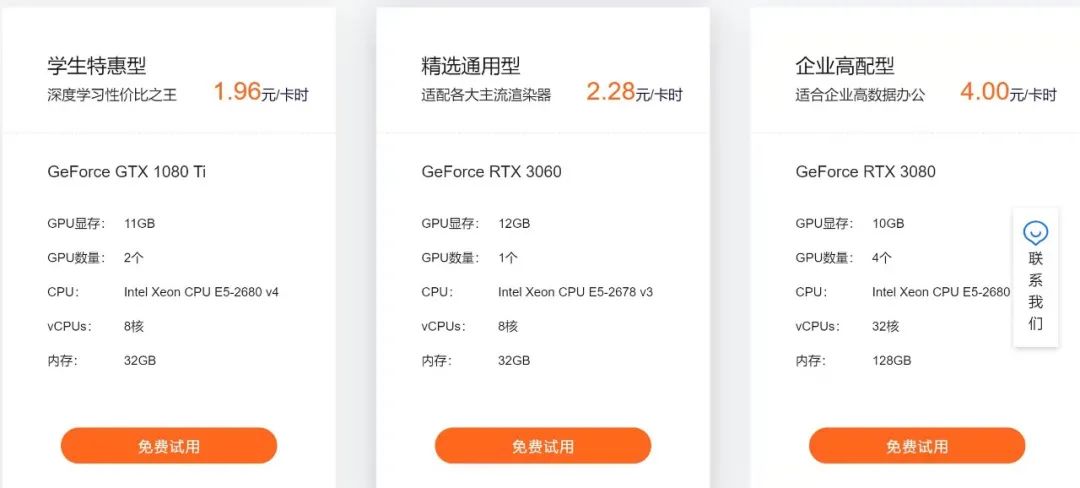 学生特惠型
深度学习性价比之王 1.96元/卡时
GeForce GTX 1080 Ti
GPU显存： 11GB
GPU数量： 2个
CPU： Intel Xeon CPU E5-2680 v4
vCPUs： 8核
内存： 32GB
免费试用
精选通用型
适配各大主流渲染器 2.28元/卡时
GeForce RTX 3060
GPU显存： 12GB
GPU数量： 1个
CPU： Intel Xeon CPU E5-2678 v3
vCPUs： 8核
内存： 32GB
免费试用
企业高配型
适合企业高数据办公 4.00元/卡时
GeForce RTX 3080
GPU显存： 10GB
GPU数量： 4个
CPU： Intel Xeon CPU E5-2680
vCPUs： 32核
内存： 128GB
免费试用
联
系
我
们